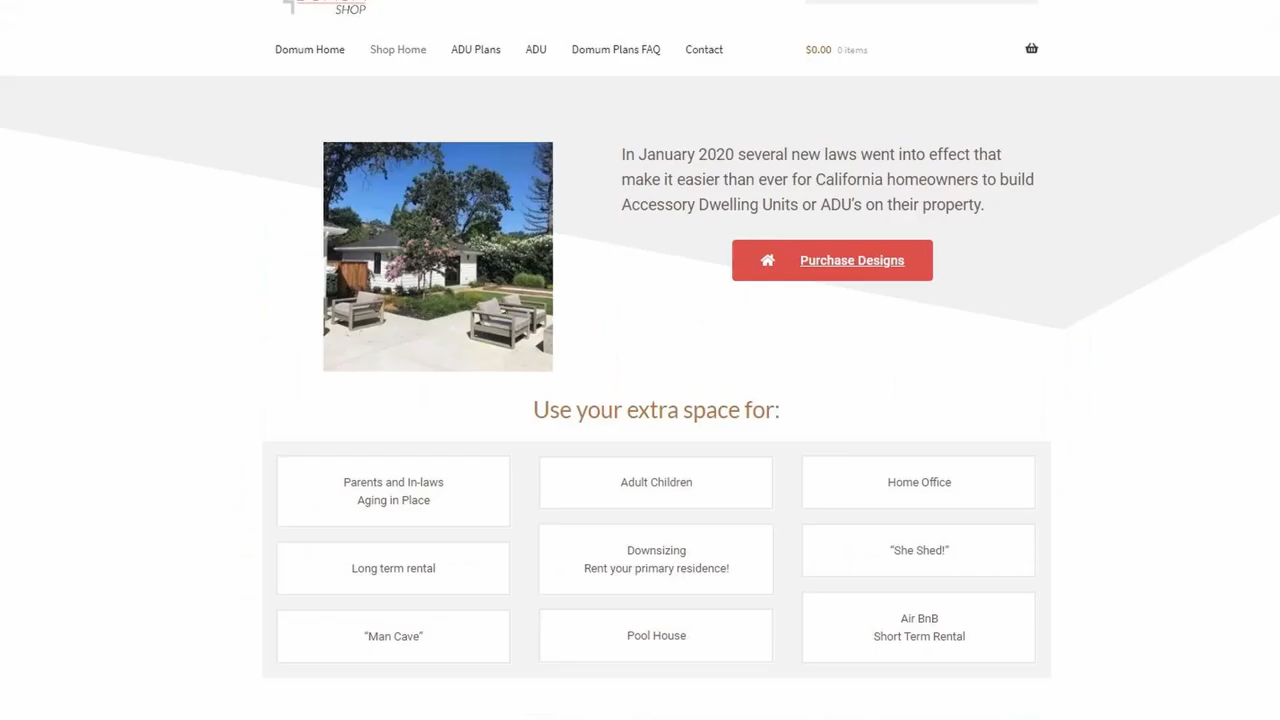 SHOP
Domum Home Shop Home ADU Plans ADU Domum Plans FAQ Contact $0.00 0 items
In January 2020 several new laws went into effect that
make it easier than ever for California homeowners to build
Accessory Dwelling Units or ADU's on their property.
Purchase Designs
Use your extra space for:
Parents and In-laws
Aging in Place
Adult Children
Home Office
Long term rental
Downsizing
Rent your primary residence!
"She Shed!"
"Man Cave"
Pool House
Air BnB
Short Term Rental